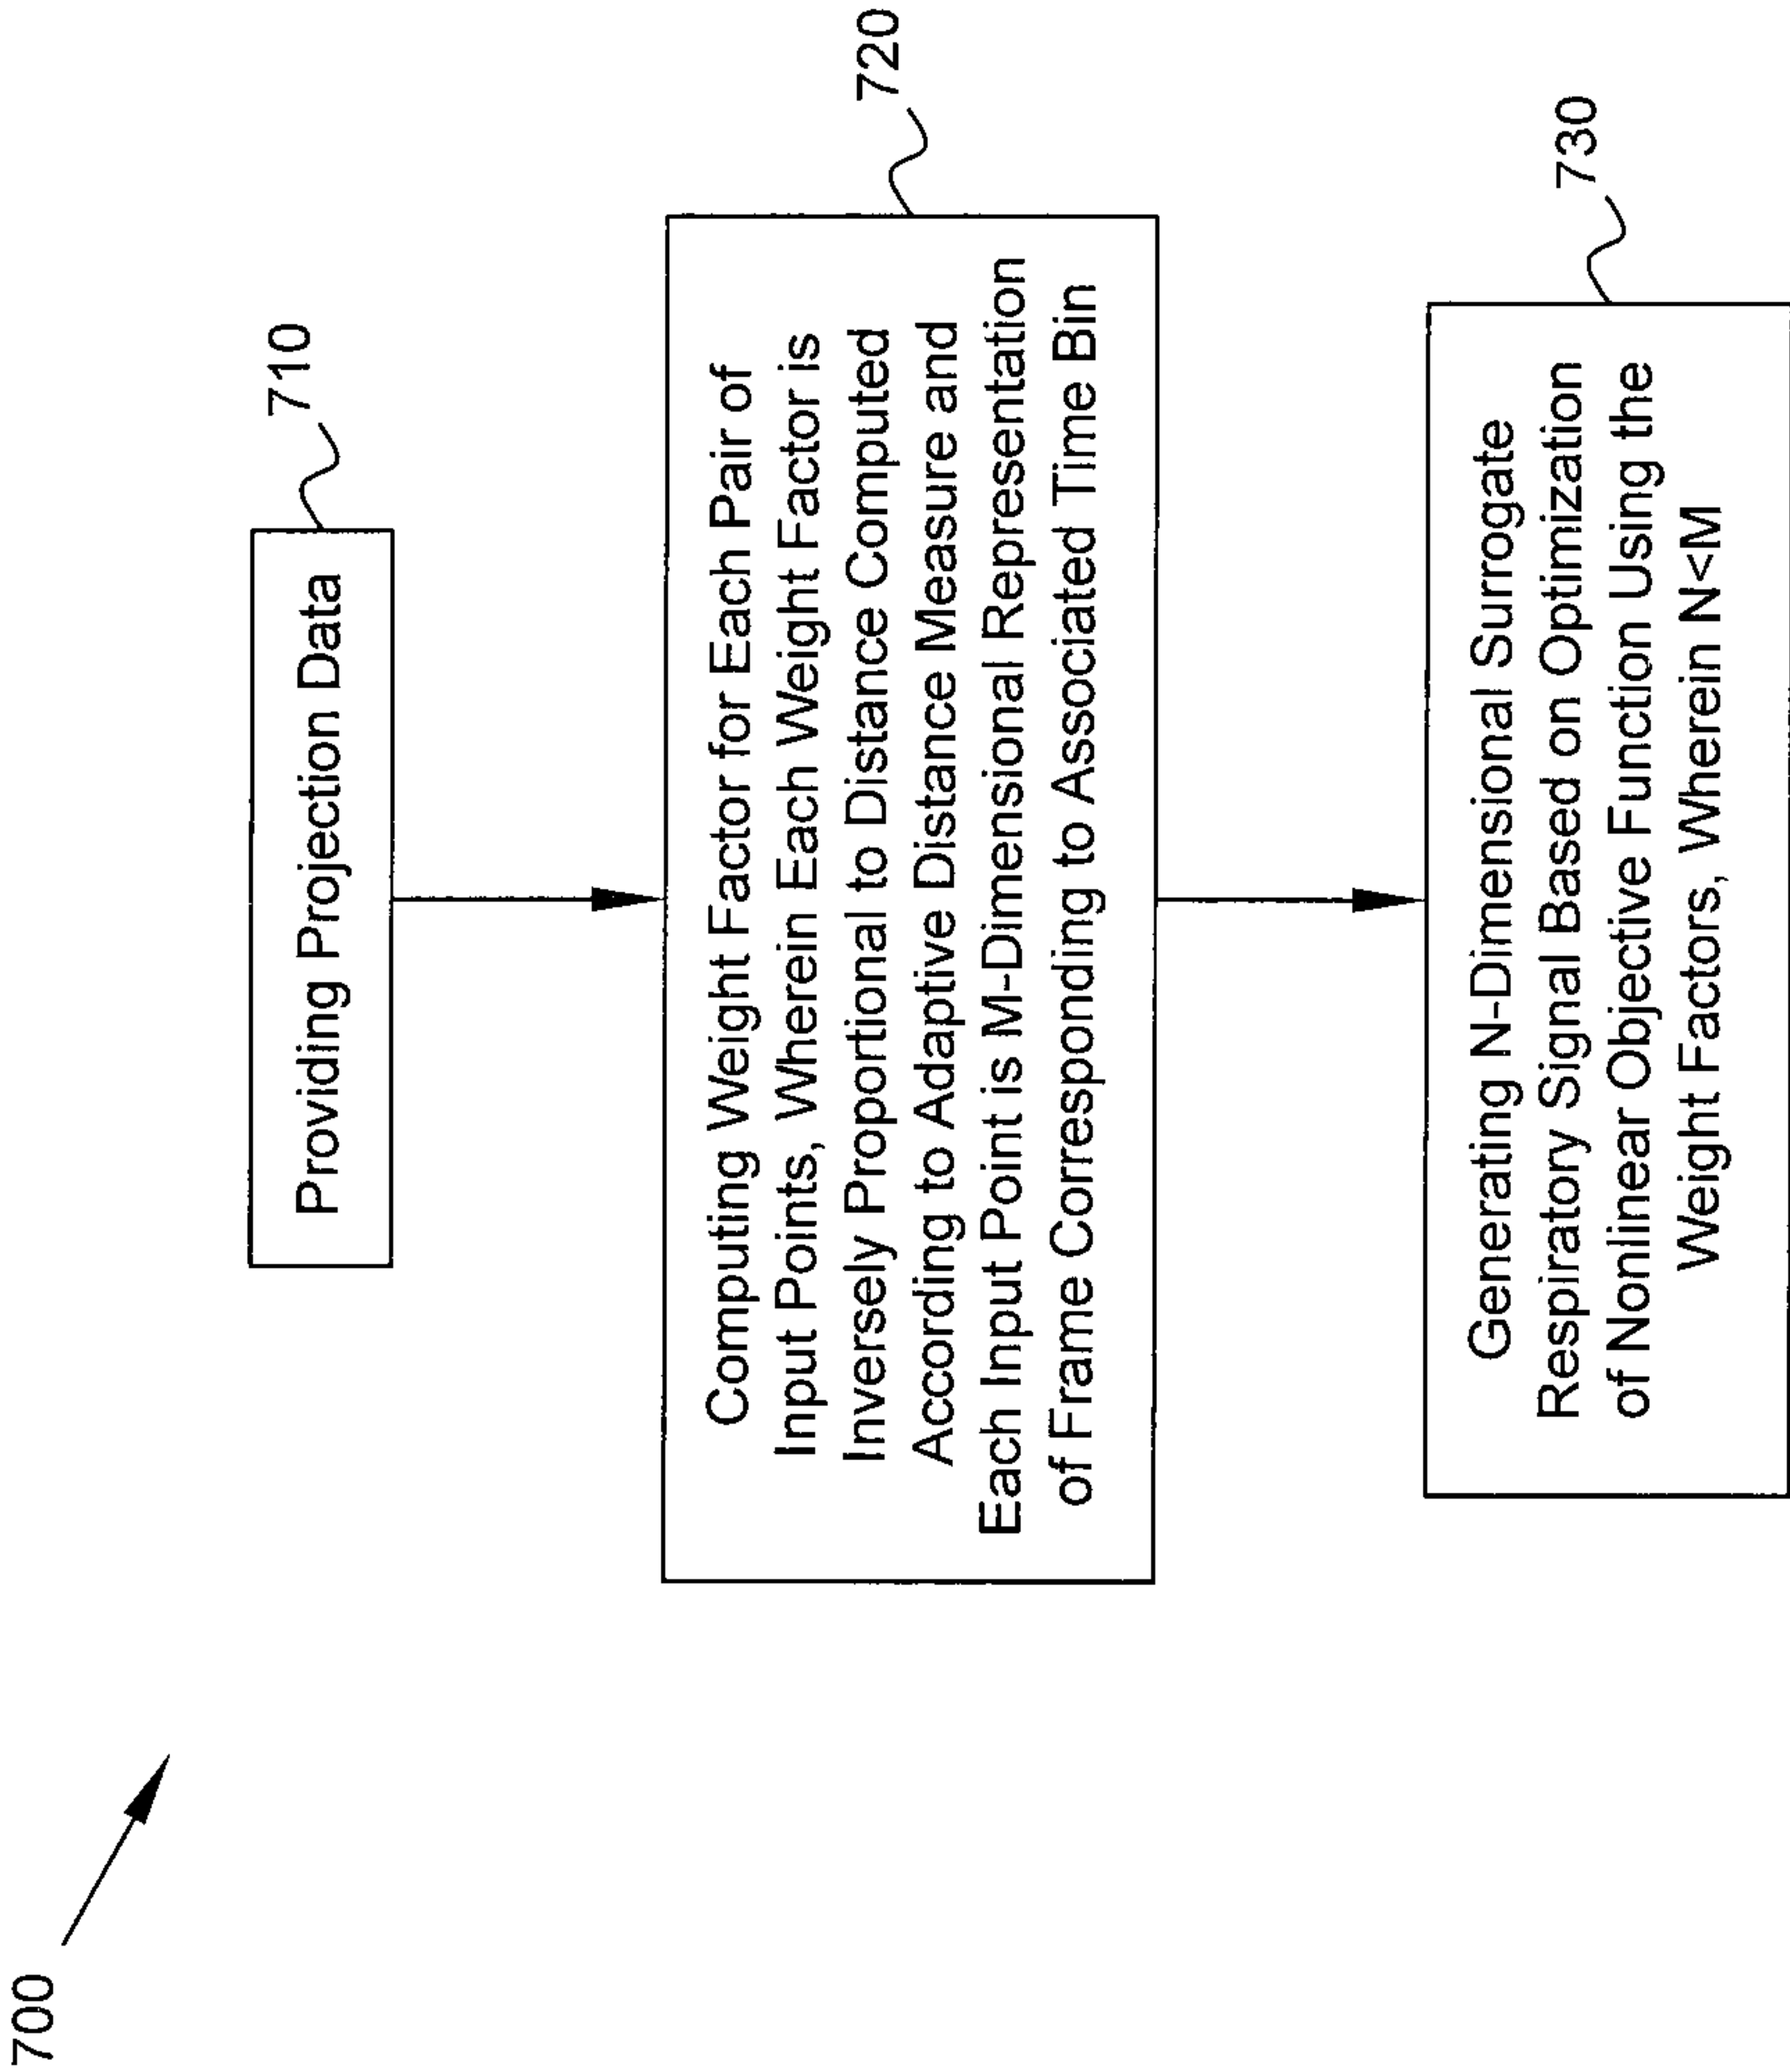 700
Providing Projection Data
710
Computing Weight Factor for Each Pair of
Input Points, Wherein Each Weight Factor is
Inversely Proportional to Distance Computed
According to Adaptive Distance Measure and
Each Input Point is M-Dimensional Representation
of Frame Corresponding to Associated Time Bin
720
Generating N-Dimensional Surrogate
Respiratory Signal Based on Optimization
of Nonlinear Objective Function Using the
Weight Factors, Wherein N<M
730